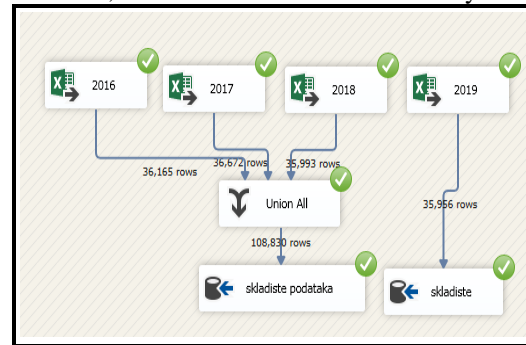 2016
2017
2018
2019
36,165 rows
36,672 rows
35,993 rows
35,956 rows
Union All
108,830 rows
skladiste podataka
skladiste